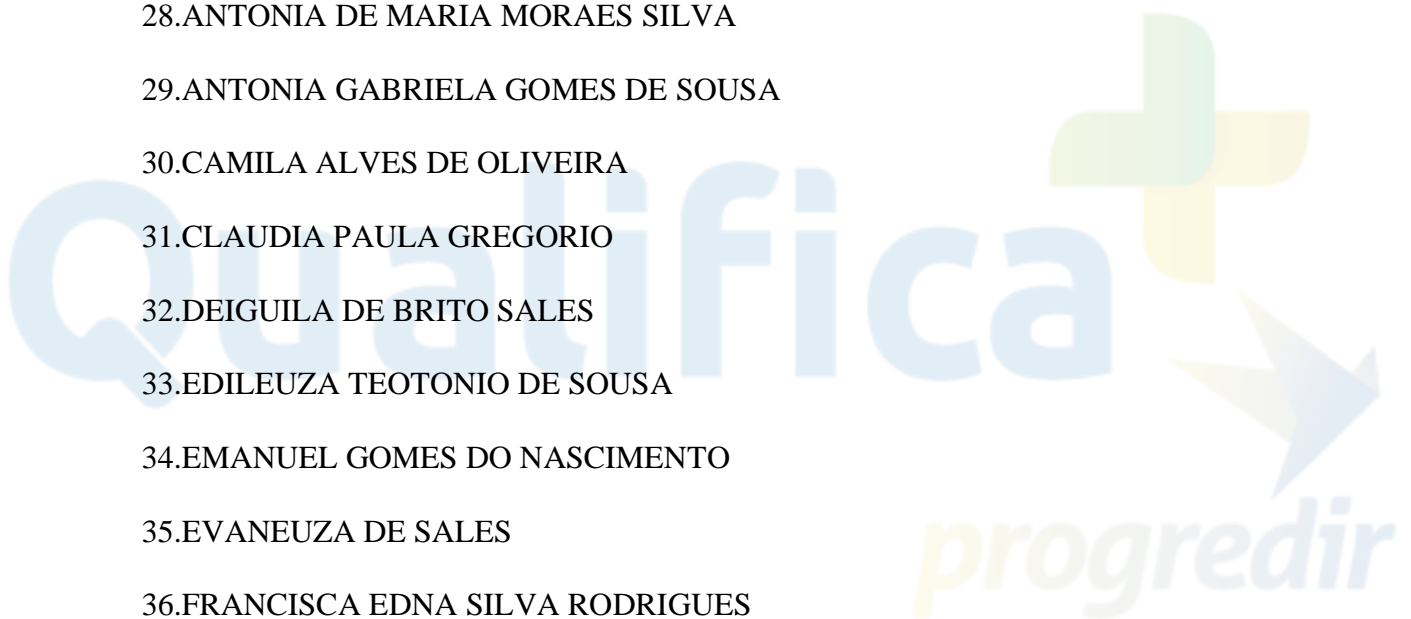 28.ANTONIA DE MARIA MORAES SILVA
29.ANTONIA GABRIELA GOMES DE SOUSA
30.CAMILA ALVES DE OLIVEIRA
31.CLAUDIA PAULA GREGORIO
32.DEIGUILA DE BRITO SALES
33.EDILEUZA TEOTONIO DE SOUSA
34.EMANUEL GOMES DO NASCIMENTO
35.EVANEUZA DE SALES
36.FRANCISCA EDNA SILVA RODRIGUES
Qualifica+
progredir